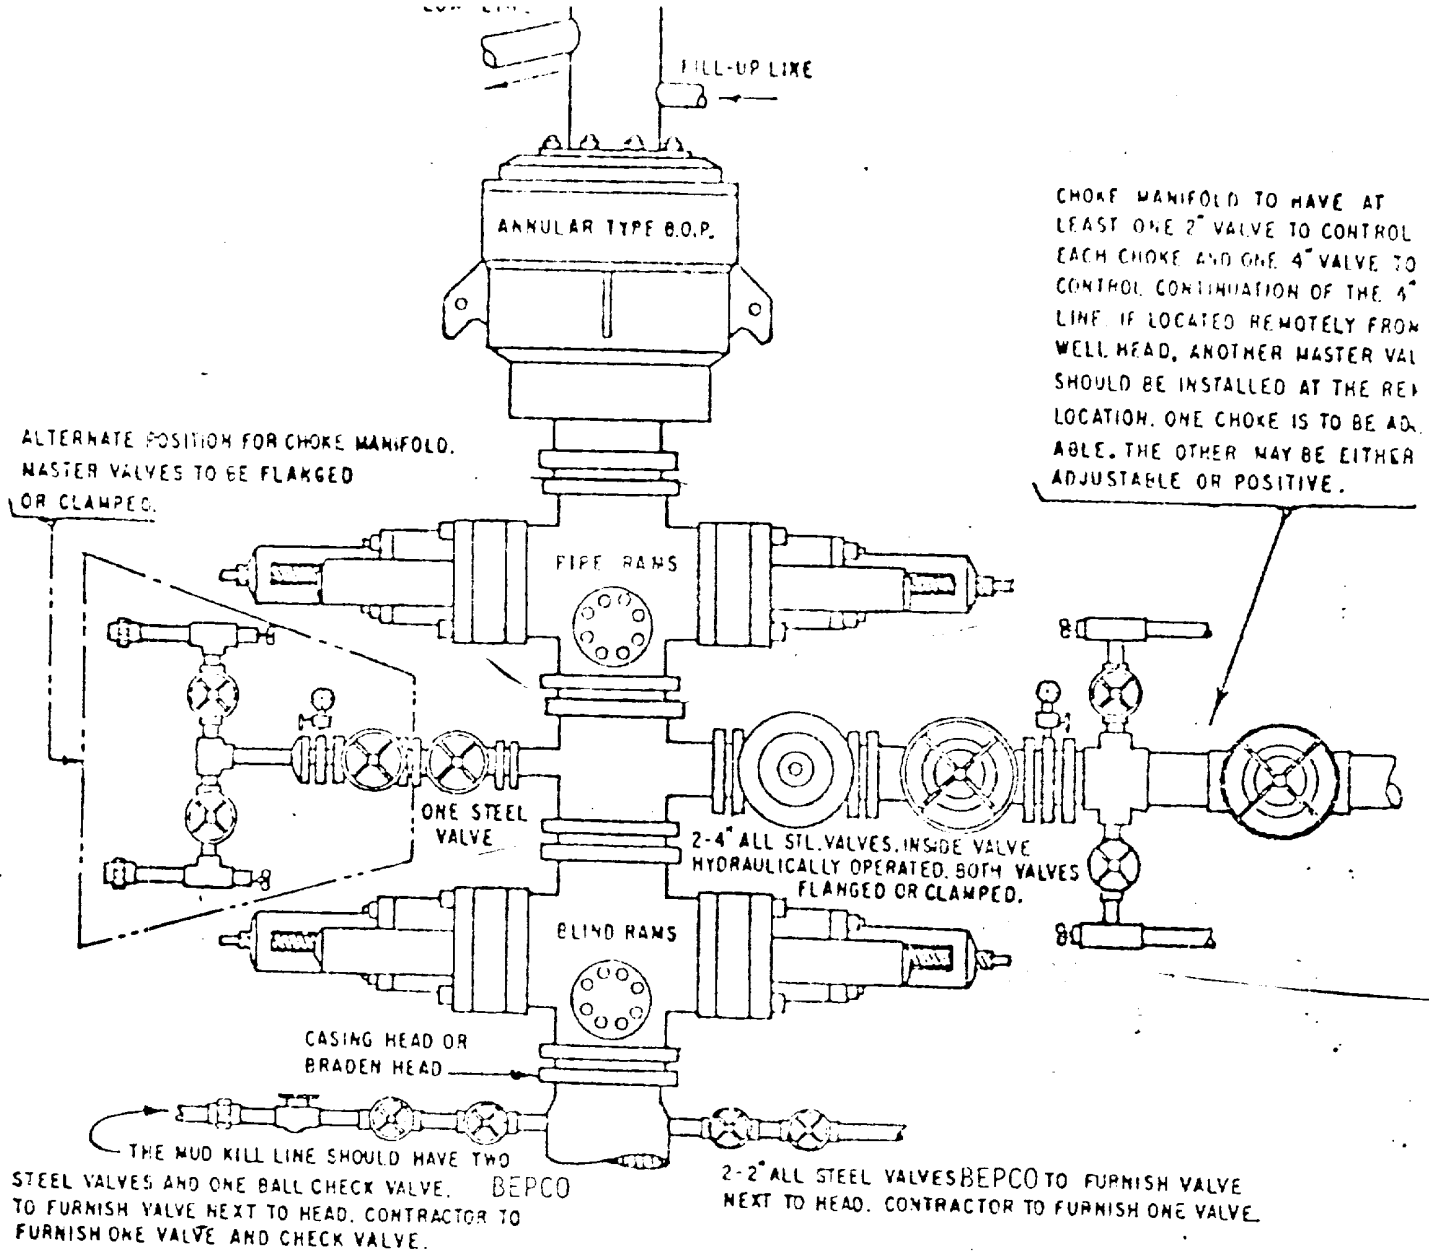 FILL-UP LINE
ANNULAR TYPE B.O.P.
CHOKE MANIFOLD TO HAVE AT
LEAST ONE 2" VALVE TO CONTROL
EACH CHOKE AND ONE 4" VALVE TO
CONTROL CONTINUATION OF THE 4"
LINE. IF LOCATED REMOTELY FROM
WELL HEAD, ANOTHER MASTER VAL
SHOULD BE INSTALLED AT THE
LOCATION. ONE CHOKE IS TO BE
ABLE. THE OTHER MAY BE EITHER
ADJUSTABLE OR POSITIVE.
ALTERNATE POSITION FOR CHOKE MANIFOLD.
MASTER VALVES TO BE FLANGED
OR CLAMPED.
PIPE RAMS
ONE STEEL
VALVE
2-4" ALL STL. VALVES. INSIDE VALVE
HYDRAULICALLY OPERATED. BOTH VALVES
FLANGED OR CLAMPED.
BLIND RAMS
CASING HEAD OR
BRADEN HEAD
THE MUD KILL LINE SHOULD HAVE TWO
STEEL VALVES AND ONE BALL CHECK VALVE. BEPCO
TO FURNISH VALVE NEXT TO HEAD. CONTRACTOR TO
FURNISH ONE VALVE AND CHECK VALVE.
2-2" ALL STEEL VALVES BEPCO TO FURNISH VALVE
NEXT TO HEAD. CONTRACTOR TO FURNISH ONE VALVE.